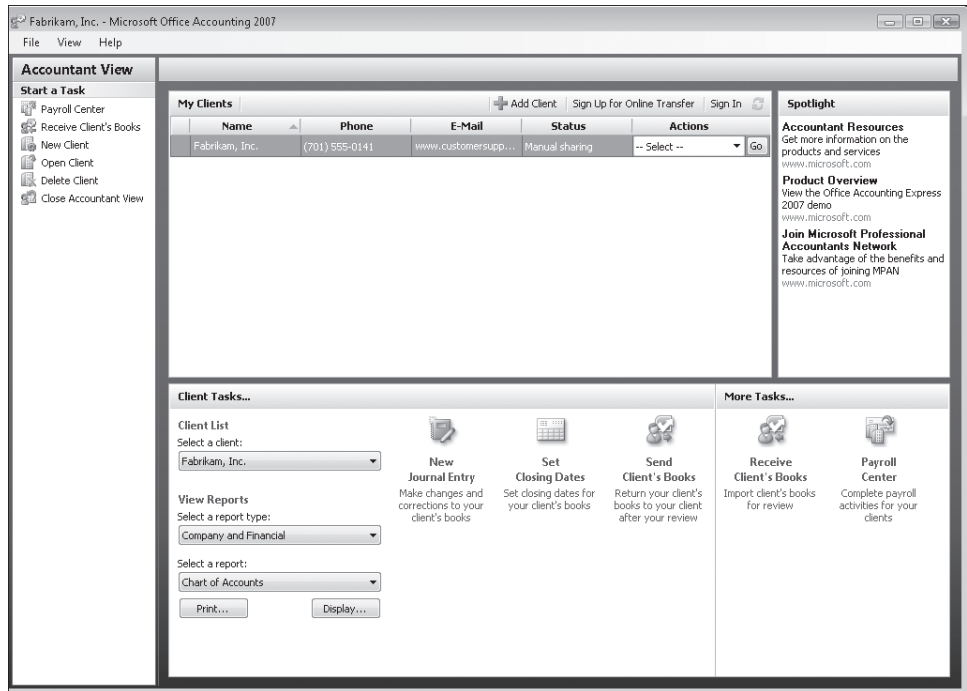 Fabrikam, Inc. - Microsoft Office Accounting 2007
File View Help
Accountant View
Start a Task
Payroll Center
Receive Client's Books
New Client
Open Client
Delete Client
Close Accountant View
My Clients
Add Client Sign Up for Online Transfer Sign In
Name Phone E-Mail Status Actions
Fabrikam, Inc. (701) 555-0141 www.customersupp... Manual sharing -- Select -- Go
Spotlight
Accountant Resources
Get more information on the
products and services
www.microsoft.com
Product Overview
View the Office Accounting Express
2007 demo
www.microsoft.com
Join Microsoft Professional
Accountants Network
Take advantage of the benefits and
resources of joining MPAN
www.microsoft.com
Client Tasks...
Client List
Select a client:
Fabrikam, Inc.
View Reports
Select a report type:
Company and Financial
Select a report:
Chart of Accounts
Print... Display...
New
Journal Entry
Make changes and
corrections to your
client's books
Set
Closing Dates
Set closing dates for
your client's books
Send
Client's Books
Return your client's
books to your client
after your review
More Tasks...
Receive
Client's Books
Import client's books
for review
Payroll
Center
Complete payroll
activities for your
clients